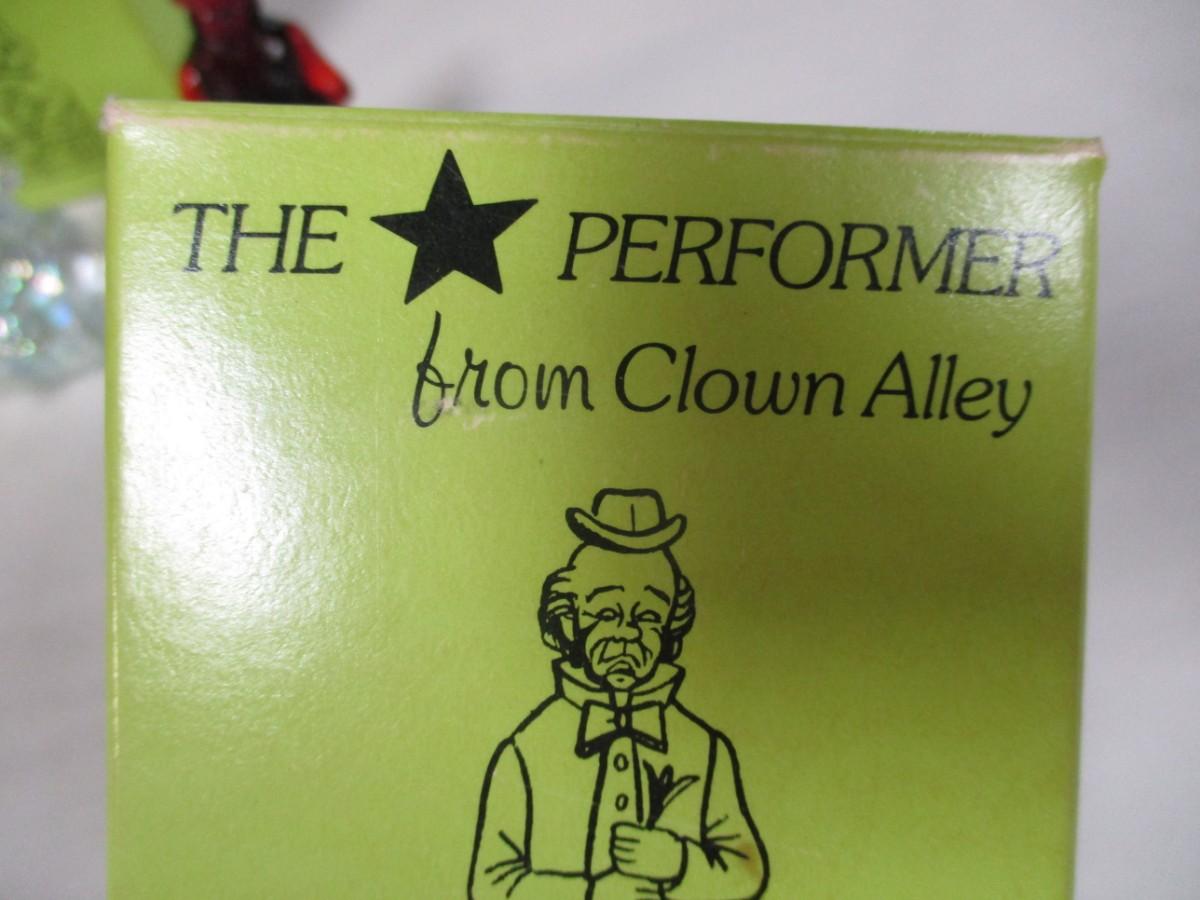 THE ★ PERFORMER
from Clown Alley